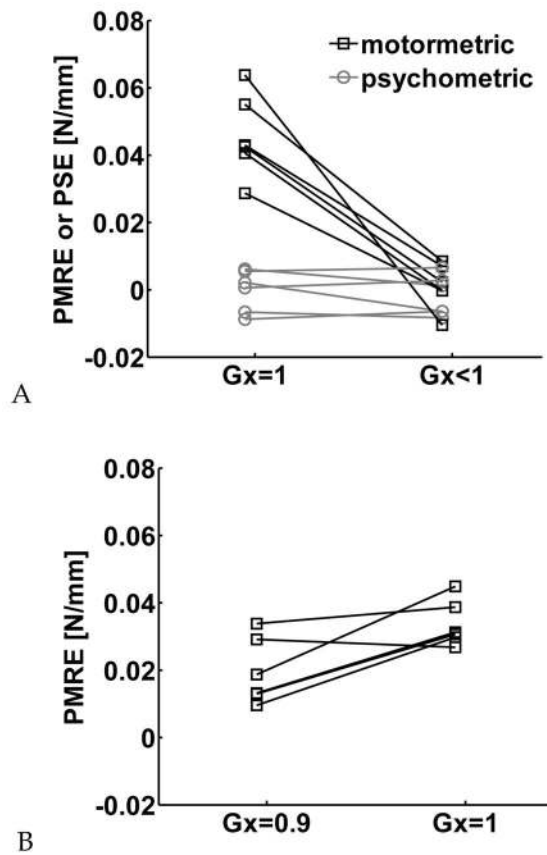 0.08
motormetric
psychometric
0.06
0.04
0.02
0
-0.02
PMRE or PSE [N/mm]
Gx=1 Gx<1
A
0.08
0.06
0.04
0.02
0
-0.02
PMRE [N/mm]
Gx=0.9 Gx=1
B